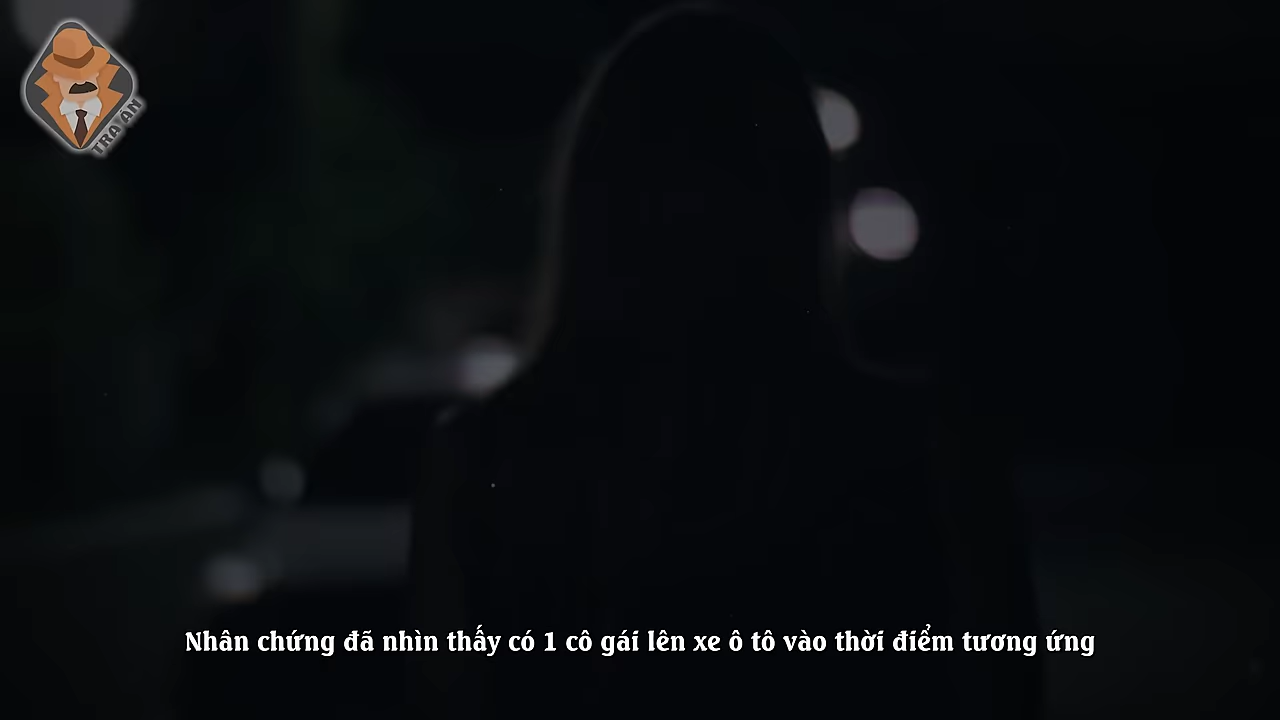 TRA ÁN
Nhân chứng đã nhìn thấy có 1 cô gái lên xe ô tô vào thời điểm tương ứng